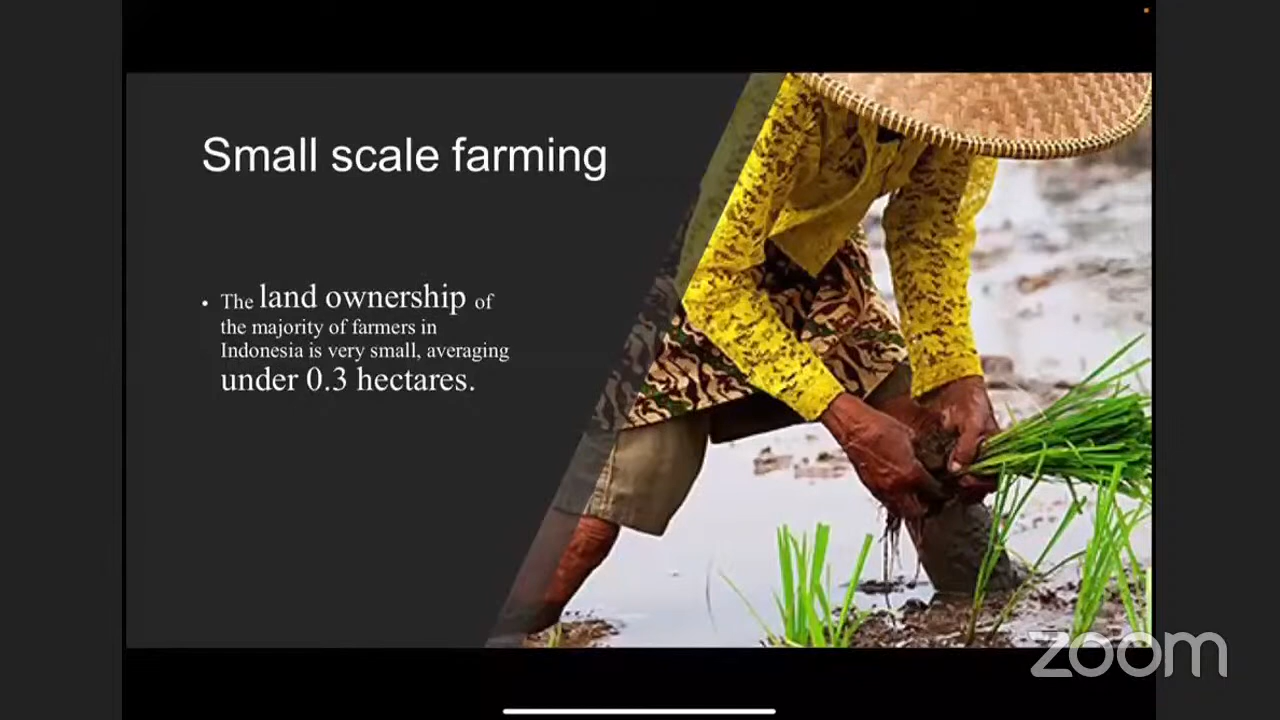 Small scale farming
• The land ownership of
the majority of farmers in
Indonesia is very small, averaging
under 0.3 hectares.
zoom